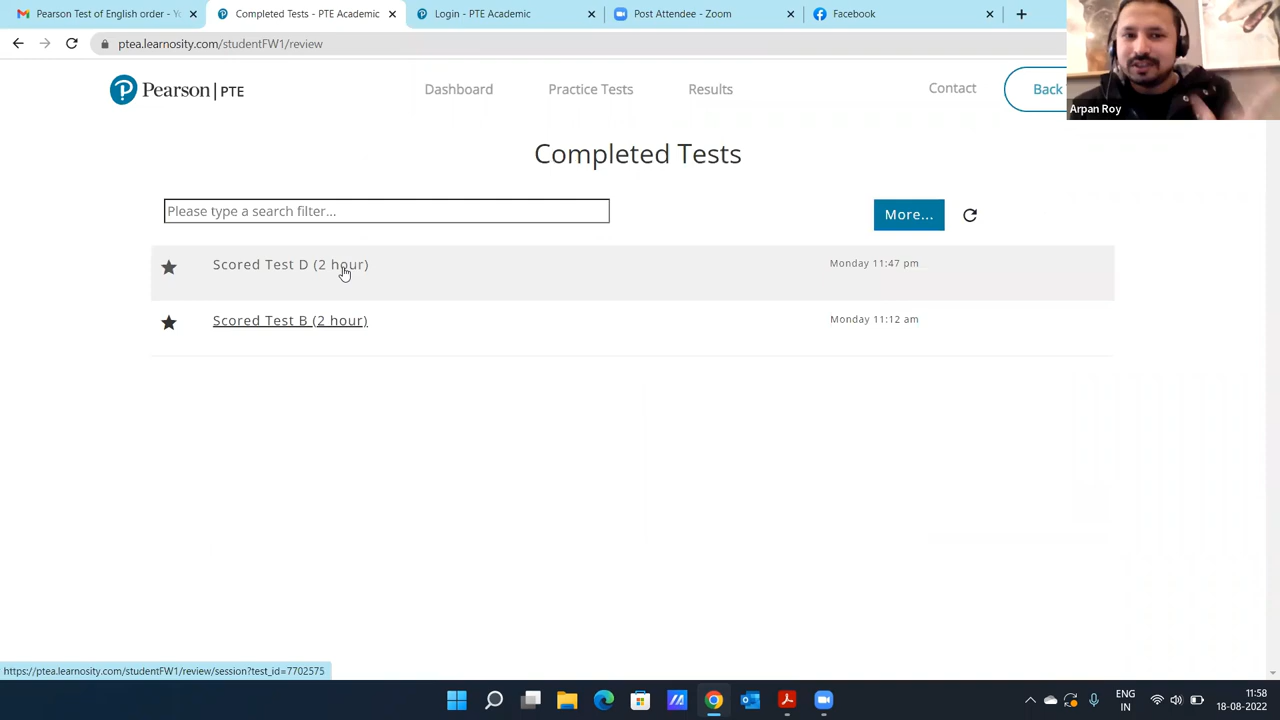 Pearson Test of English order - Y
Completed Tests - PTE Academic
Login - PTE Academic
Post Attendee - Zoom
Facebook
ptea.learnosity.com/studentFW1/review
Pearson | PTE
Dashboard
Practice Tests
Results
Contact
Back
Arpan Roy
Completed Tests
Please type a search filter...
More...
Scored Test D (2 hour)
Monday 11:47 pm
Scored Test B (2 hour)
Monday 11:12 am
https://ptea.learnosity.com/studentFW1/review/session?test_id=7702575
ENG
IN
11:58
18-08-2022